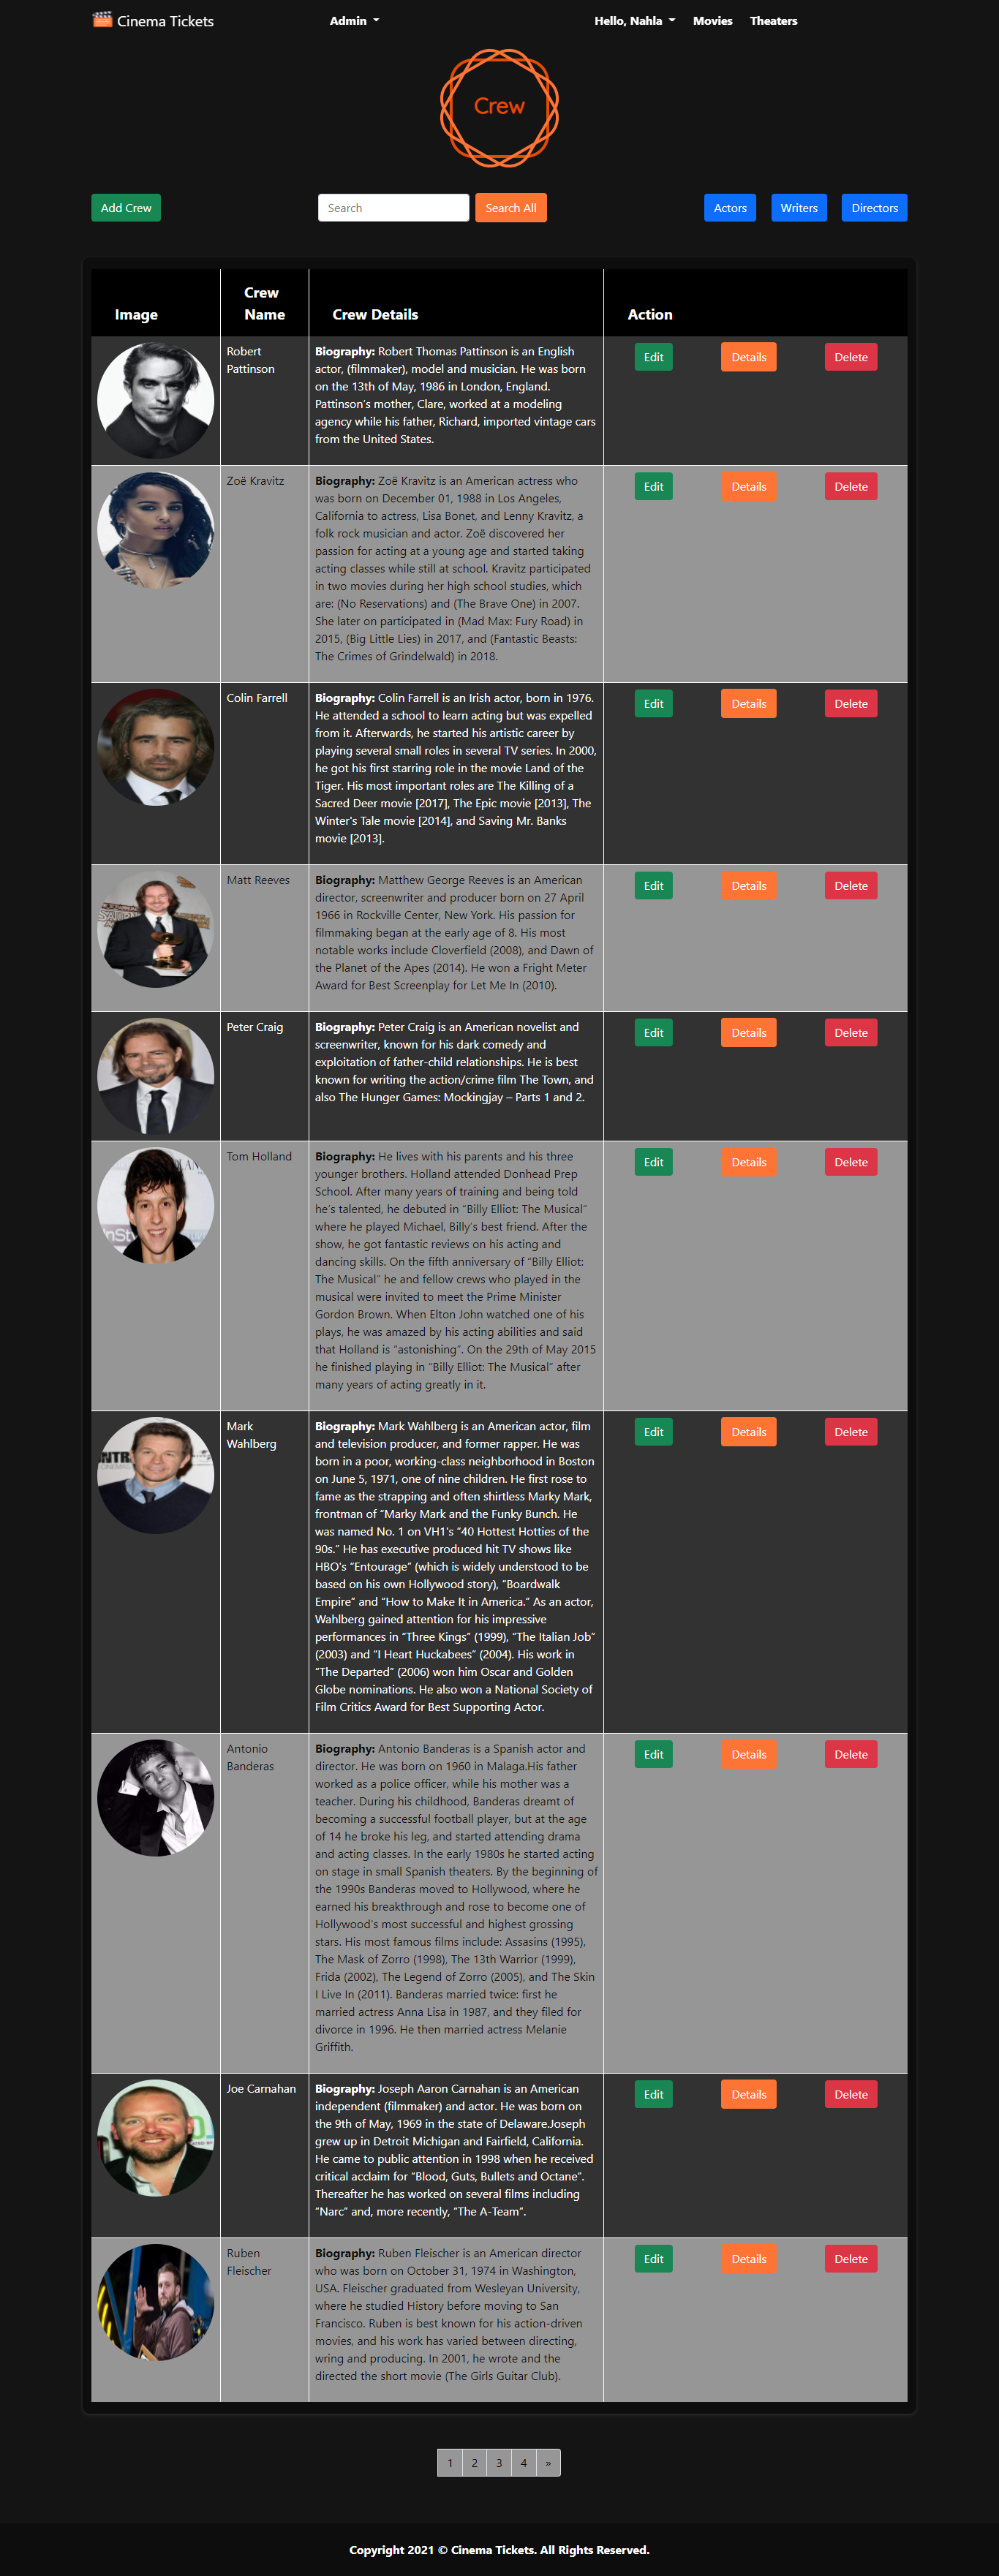 Cinema Tickets Admin Hello, Nahla Movies Theaters
Crew
Add Crew Search Search All Actors Writers Directors
Image Crew Name Crew Details Action
Robert
Pattinson
Biography: Robert Thomas Pattinson is an English
actor, (filmmaker), model and musician. He was born
on the 13th of May, 1986 in London, England.
Pattinson's mother, Clare, worked at a modeling
agency while his father, Richard, imported vintage cars
from the United States.
Edit Details Delete
Zoë Kravitz
Biography: Zoë Kravitz is an American actress who
was born on December 01, 1988 in Los Angeles,
California to actress, Lisa Bonet, and Lenny Kravitz, a
folk rock musician and actor. Zoë discovered her
passion for acting at a young age and started taking
acting classes while still at school. Kravitz participated
in two movies during her high school studies, which
are: (No Reservations) and (The Brave One) in 2007.
She later on participated in (Mad Max: Fury Road) in
2015, (Big Little Lies) in 2017, and (Fantastic Beasts:
The Crimes of Grindelwald) in 2018.
Edit Details Delete
Colin Farrell
Biography: Colin Farrell is an Irish actor, born in 1976.
He attended a school to learn acting but was expelled
from it. Afterwards, he started his artistic career by
playing several small roles in several TV series. In 2000,
he got his first starring role in the movie Land of the
Tiger. His most important roles are The Killing of a
Sacred Deer movie [2017], The Epic movie [2013], The
Winter's Tale movie [2014], and Saving Mr. Banks
movie [2013].
Edit Details Delete
Matt Reeves
Biography: Matthew George Reeves is an American
director, screenwriter and producer born on 27 April
1966 in Rockville Center, New York. His passion for
filmmaking began at the early age of 8. His most
notable works include Cloverfield (2008), and Dawn of
the Planet of the Apes (2014). He won a Fright Meter
Award for Best Screenplay for Let Me In (2010).
Edit Details Delete
Peter Craig
Biography: Peter Craig is an American novelist and
screenwriter, known for his dark comedy and
exploitation of father-child relationships. He is best
known for writing the action/crime film The Town, and
also The Hunger Games: Mockingjay – Parts 1 and 2.
Edit Details Delete
Tom Holland
Biography: He lives with his parents and his three
younger brothers. Holland attended Donhead Prep
School. After many years of training and being told
he's talented, he debuted in “Billy Elliot: The Musical”
where he played Michael, Billy's best friend. After the
show, he got fantastic reviews on his acting and
dancing skills. On the fifth anniversary of “Billy Elliot:
The Musical” he and fellow crews who played in the
musical were invited to meet the Prime Minister
Gordon Brown. When Elton John watched one of his
plays, he was amazed by his acting abilities and said
that Holland is “astonishing”. On the 29th of May 2015
he finished playing in “Billy Elliot: The Musical” after
many years of acting greatly in it.
Edit Details Delete
Mark
Wahlberg
Biography: Mark Wahlberg is an American actor, film
and television producer, and former rapper. He was
born in a poor, working-class neighborhood in Boston
on June 5, 1971, one of nine children. He first rose to
fame as the strapping and often shirtless Marky Mark,
frontman of “Marky Mark and the Funky Bunch. He
was named No. 1 on VH1's “40 Hottest Hotties of the
90s.” He has executive produced hit TV shows like
HBO's “Entourage” (which is widely understood to be
based on his own Hollywood story), “Boardwalk
Empire” and “How to Make It in America.” As an actor,
Wahlberg gained attention for his impressive
performances in “Three Kings” (1999), “The Italian Job”
(2003) and “I Heart Huckabees” (2004). His work in
“The Departed” (2006) won him Oscar and Golden
Globe nominations. He also won a National Society of
Film Critics Award for Best Supporting Actor.
Edit Details Delete
Antonio
Banderas
Biography: Antonio Banderas is a Spanish actor and
director. He was born on 1960 in Malaga.His father
worked as a police officer, while his mother was a
teacher. During his childhood, Banderas dreamt of
becoming a successful football player, but at the age
of 14 he broke his leg, and started attending drama
and acting classes. In the early 1980s he started acting
on stage in small Spanish theaters. By the beginning of
the 1990s Banderas moved to Hollywood, where he
earned his breakthrough and rose to become one of
Hollywood's most successful and highest grossing
stars. His most famous films include: Assasins (1995),
The Mask of Zorro (1998), The 13th Warrior (1999),
Frida (2002), The Legend of Zorro (2005), and The Skin
I Live In (2011). Banderas married twice: first he
married actress Anna Lisa in 1987, and they filed for
divorce in 1996. He then married actress Melanie
Griffith.
Edit Details Delete
Joe Carnahan
Biography: Joseph Aaron Carnahan is an American
independent (filmmaker) and actor. He was born on
the 9th of May, 1969 in the state of Delaware.Joseph
grew up in Detroit Michigan and Fairfield, California.
He came to public attention in 1998 when he received
critical acclaim for “Blood, Guts, Bullets and Octane”.
Thereafter he has worked on several films including
“Narc” and, more recently, “The A-Team”.
Edit Details Delete
Ruben
Fleischer
Biography: Ruben Fleischer is an American director
who was born on October 31, 1974 in Washington,
USA. Fleischer graduated from Wesleyan University,
where he studied History before moving to San
Francisco. Ruben is best known for his action-driven
movies, and his work has varied between directing,
wring and producing. In 2001, he wrote and the
directed the short movie (The Girls Guitar Club).
Edit Details Delete
1 2 3 4 »
Copyright 2021 © Cinema Tickets. All Rights Reserved.